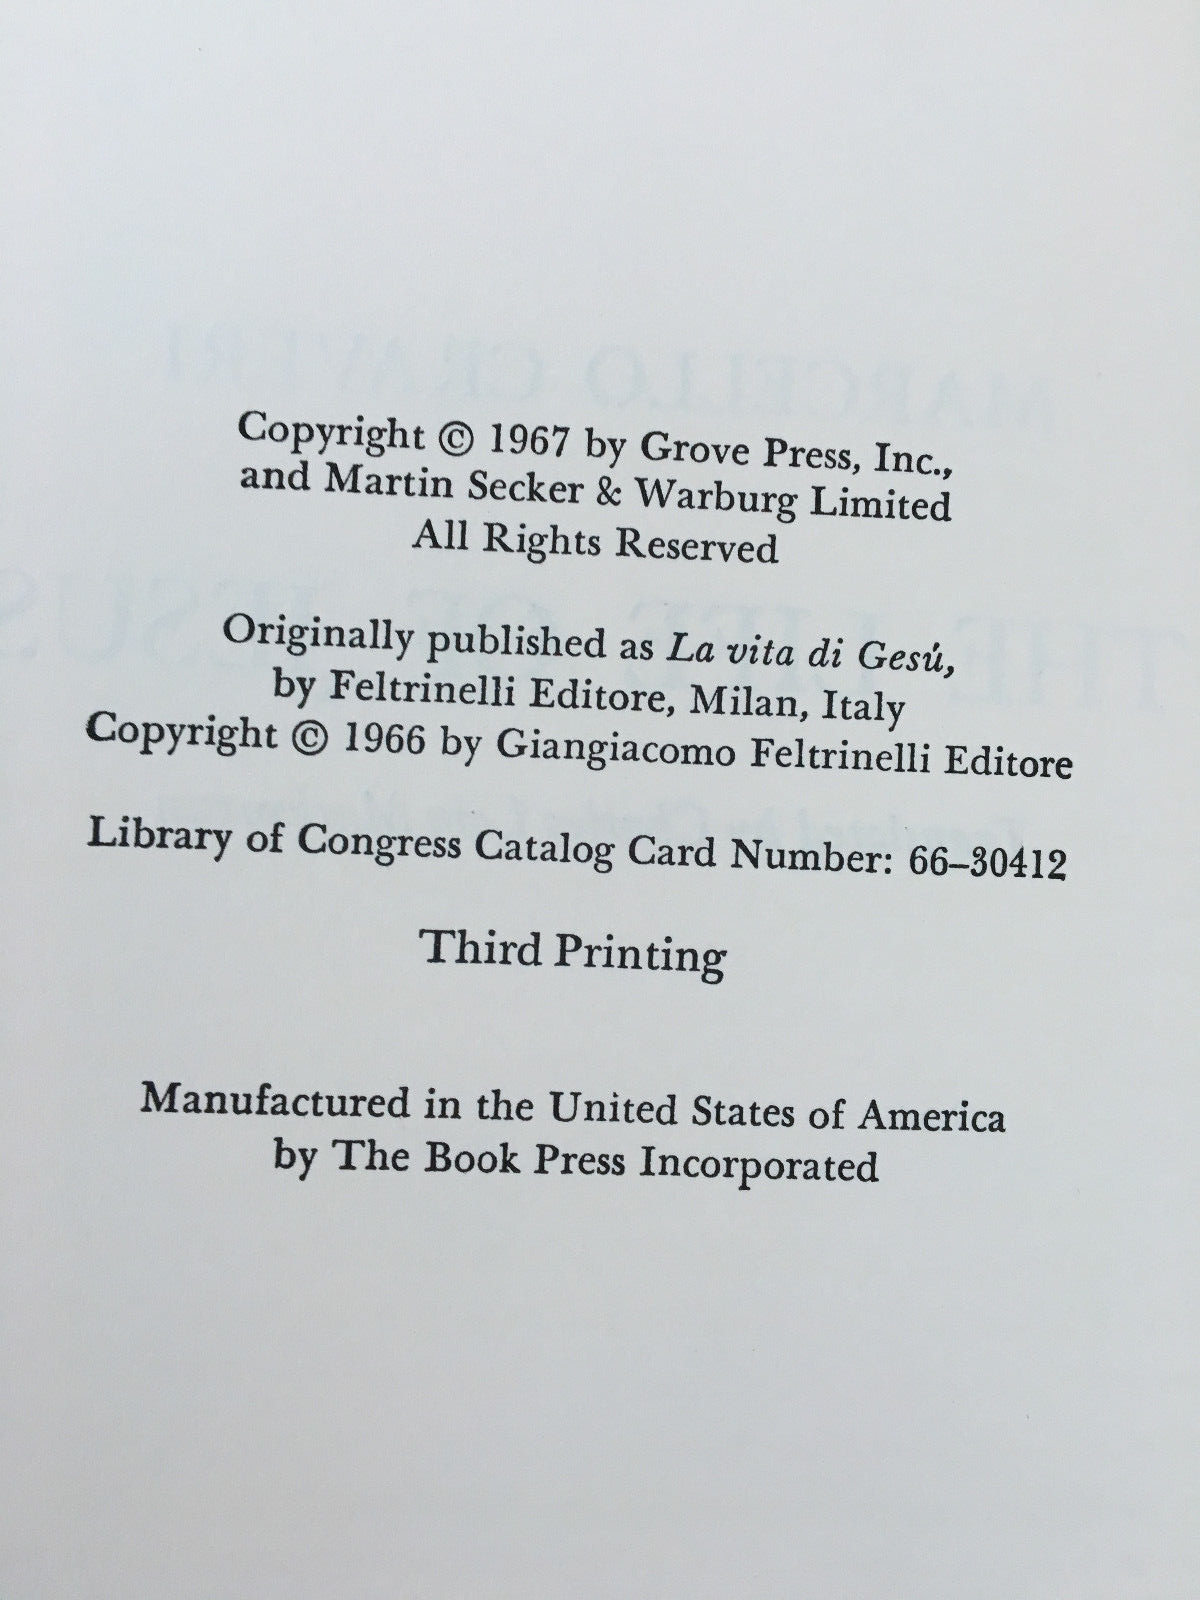 Copyright © 1967 by Grove Press, Inc.,
and Martin Secker & Warburg Limited
All Rights Reserved
Originally published as La vita di Gesú,
by Feltrinelli Editore, Milan, Italy
Copyright © 1966 by Giangiacomo Feltrinelli Editore
Library of Congress Catalog Card Number: 66–30412
Third Printing
Manufactured in the United States of America
by The Book Press Incorporated